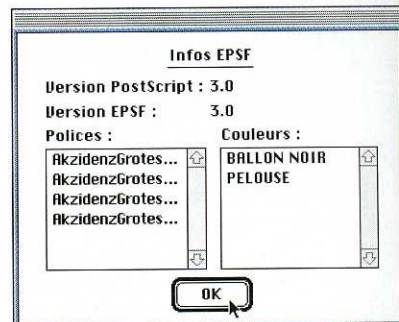 Infos EPSF
Version PostScript : 3.0
Version EPSF : 3.0
Polices :
AkzidenzGrotes...
AkzidenzGrotes...
AkzidenzGrotes...
AkzidenzGrotes...
Couleurs :
BALLON NOIR
PELOUSE
OK